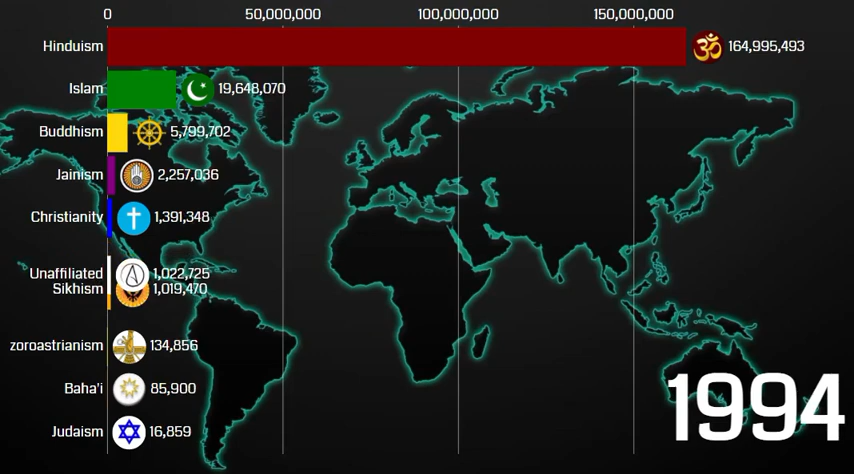 0 50,000,000 100,000,000 150,000,000
Hinduism 164,995,493
Islam 19,648,070
Buddhism 5,799,702
Jainism 2,257,036
Christianity 1,391,348
Unaffiliated 1,022,725
Sikhism 1,019,470
zoroastrianism 134,856
Baha'i 85,900
Judaism 16,859
1994